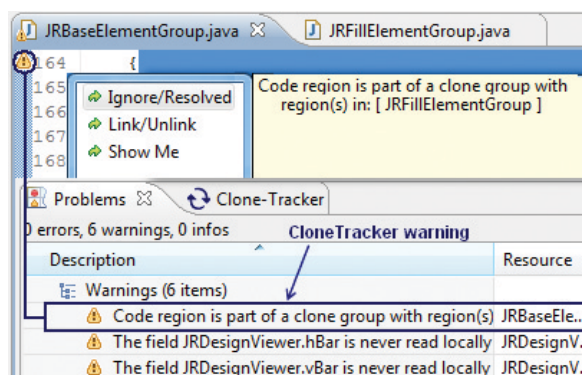 JRBaseElementGroup.java JRFillElementGroup.java
164 {
165
166
167
168
Ignore/Resolved
Link/Unlink
Show Me
Code region is part of a clone group with
region(s) in: [ JRFillElementGroup ]
Problems Clone-Tracker
0 errors, 6 warnings, 0 infos
CloneTracker warning
Description Resource
Warnings (6 items)
Code region is part of a clone group with region(s) JRBaseEle...
The field JRDesignViewer.hBar is never read locally JRDesignV...
The field JRDesignViewer.vBar is never read locally JRDesignV...